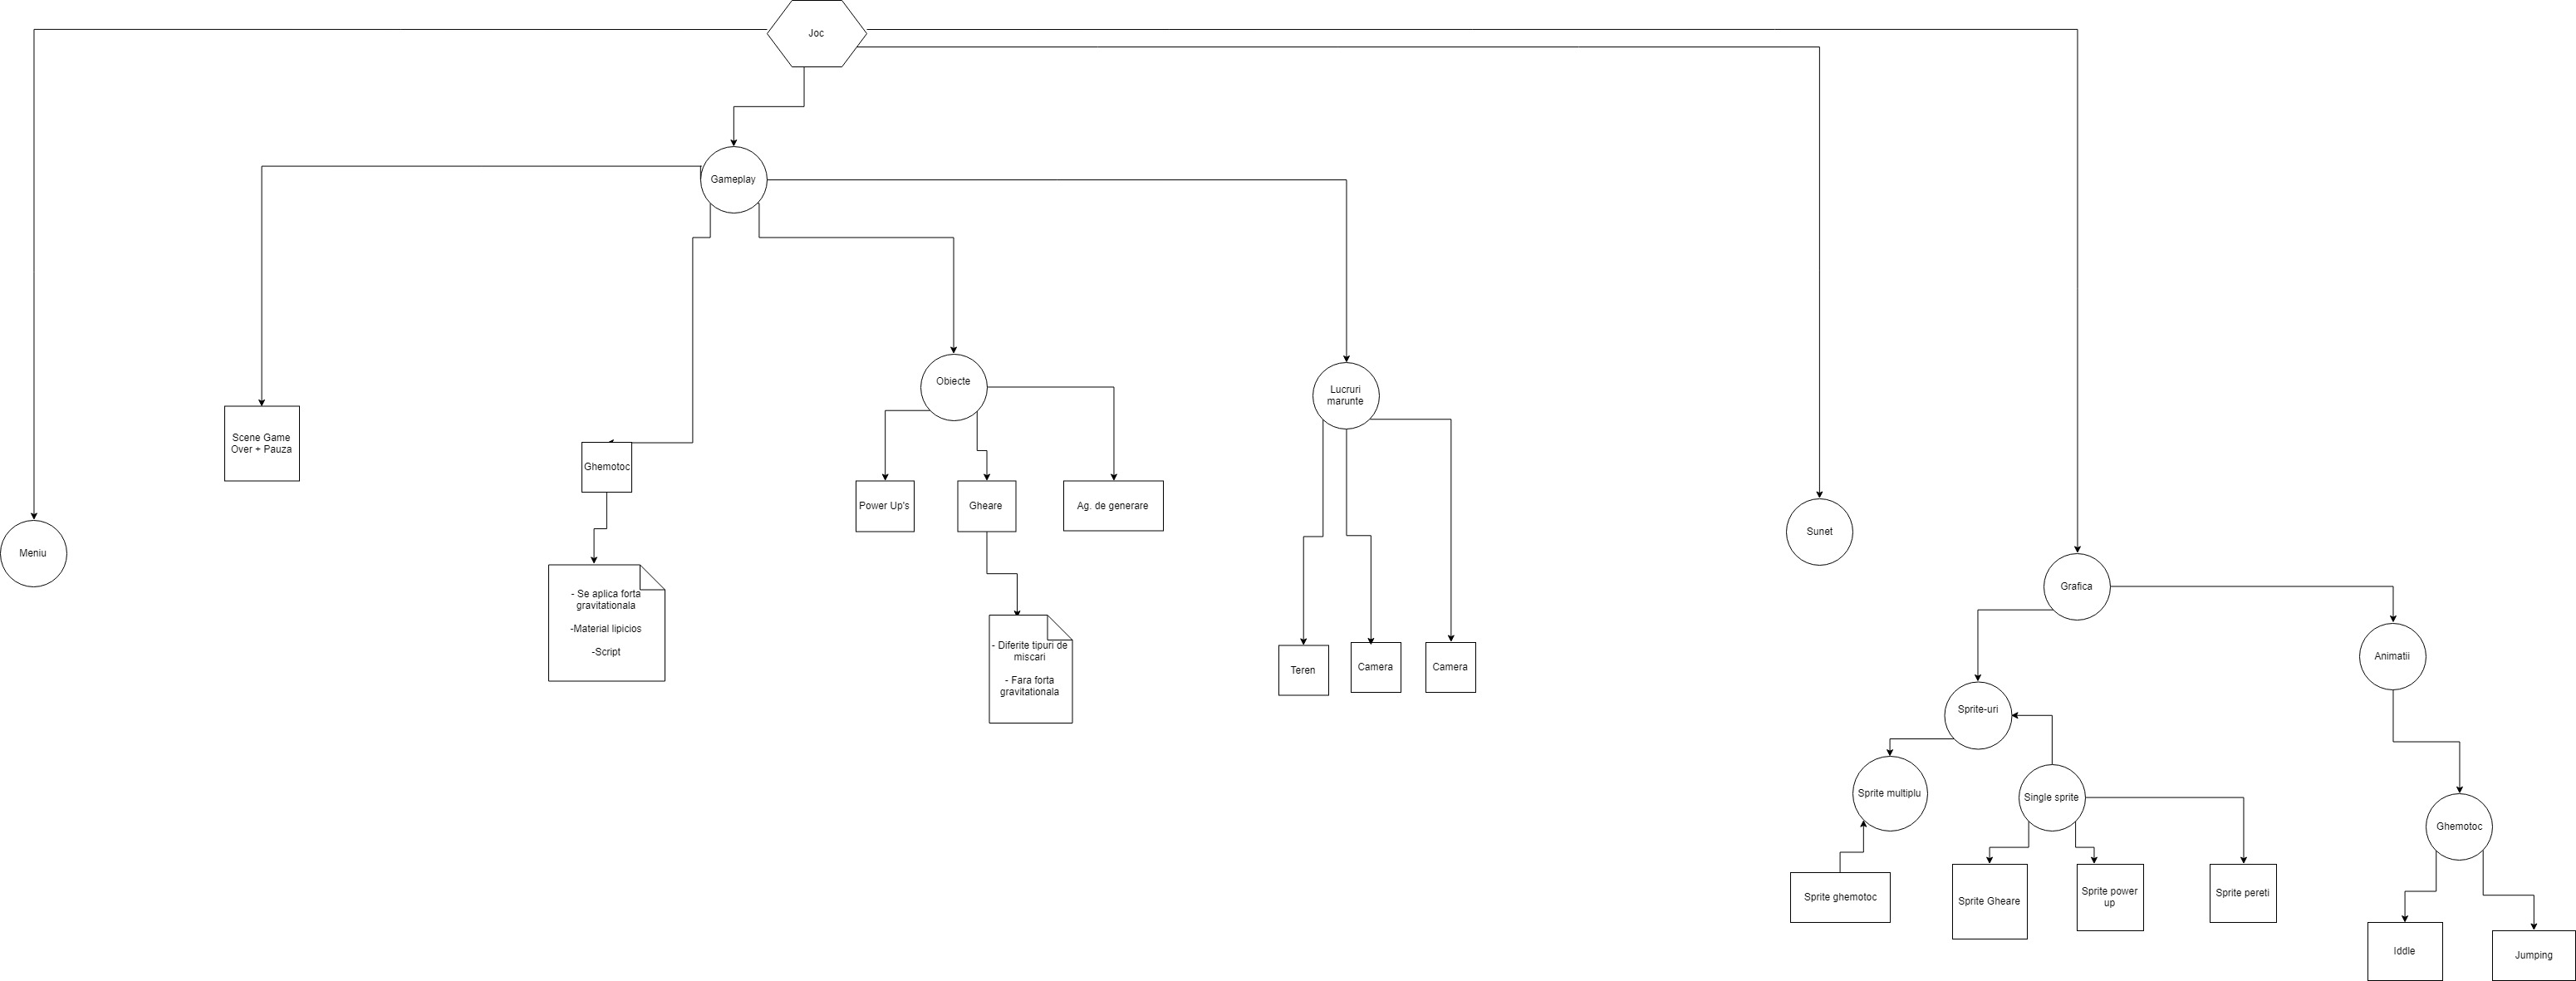 Joc
Gameplay
Obiecte
Lucruri
marunte
Scene Game
Over + Pauza
Ghemotoc
Power Up's
Gheare
Ag. de generare
Sunet
Meniu
Grafica
- Se aplica forta
gravitationala
-Material lipicios
-Script
- Diferite tipuri de
miscari
- Fara forta
gravitationala
Teren
Camera
Camera
Animatii
Sprite-uri
Sprite multiplu
Single sprite
Ghemotoc
Sprite ghemotoc
Sprite Gheare
Sprite power
up
Sprite pereti
Iddle
Jumping